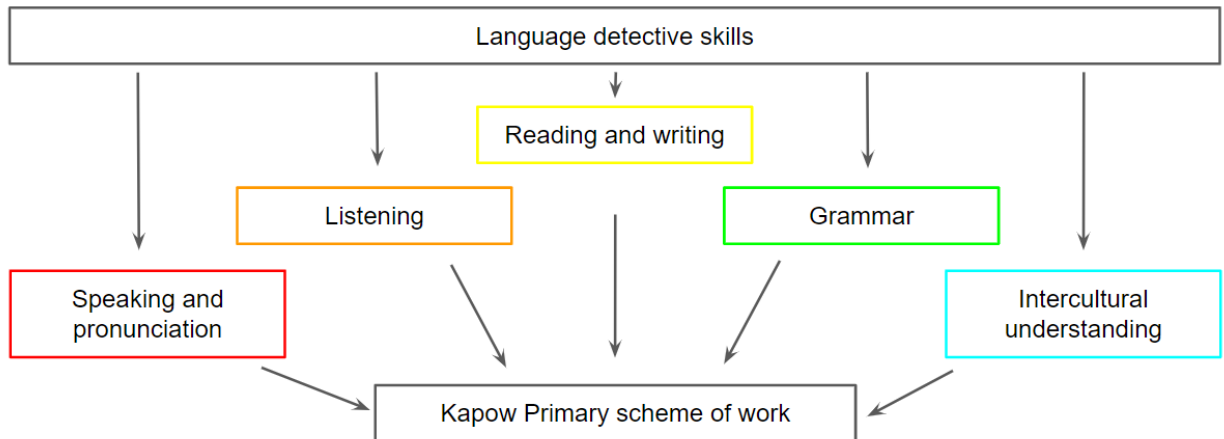 Language detective skills
Reading and writing
Listening
Grammar
Speaking and
pronunciation
Intercultural
understanding
Kapow Primary scheme of work